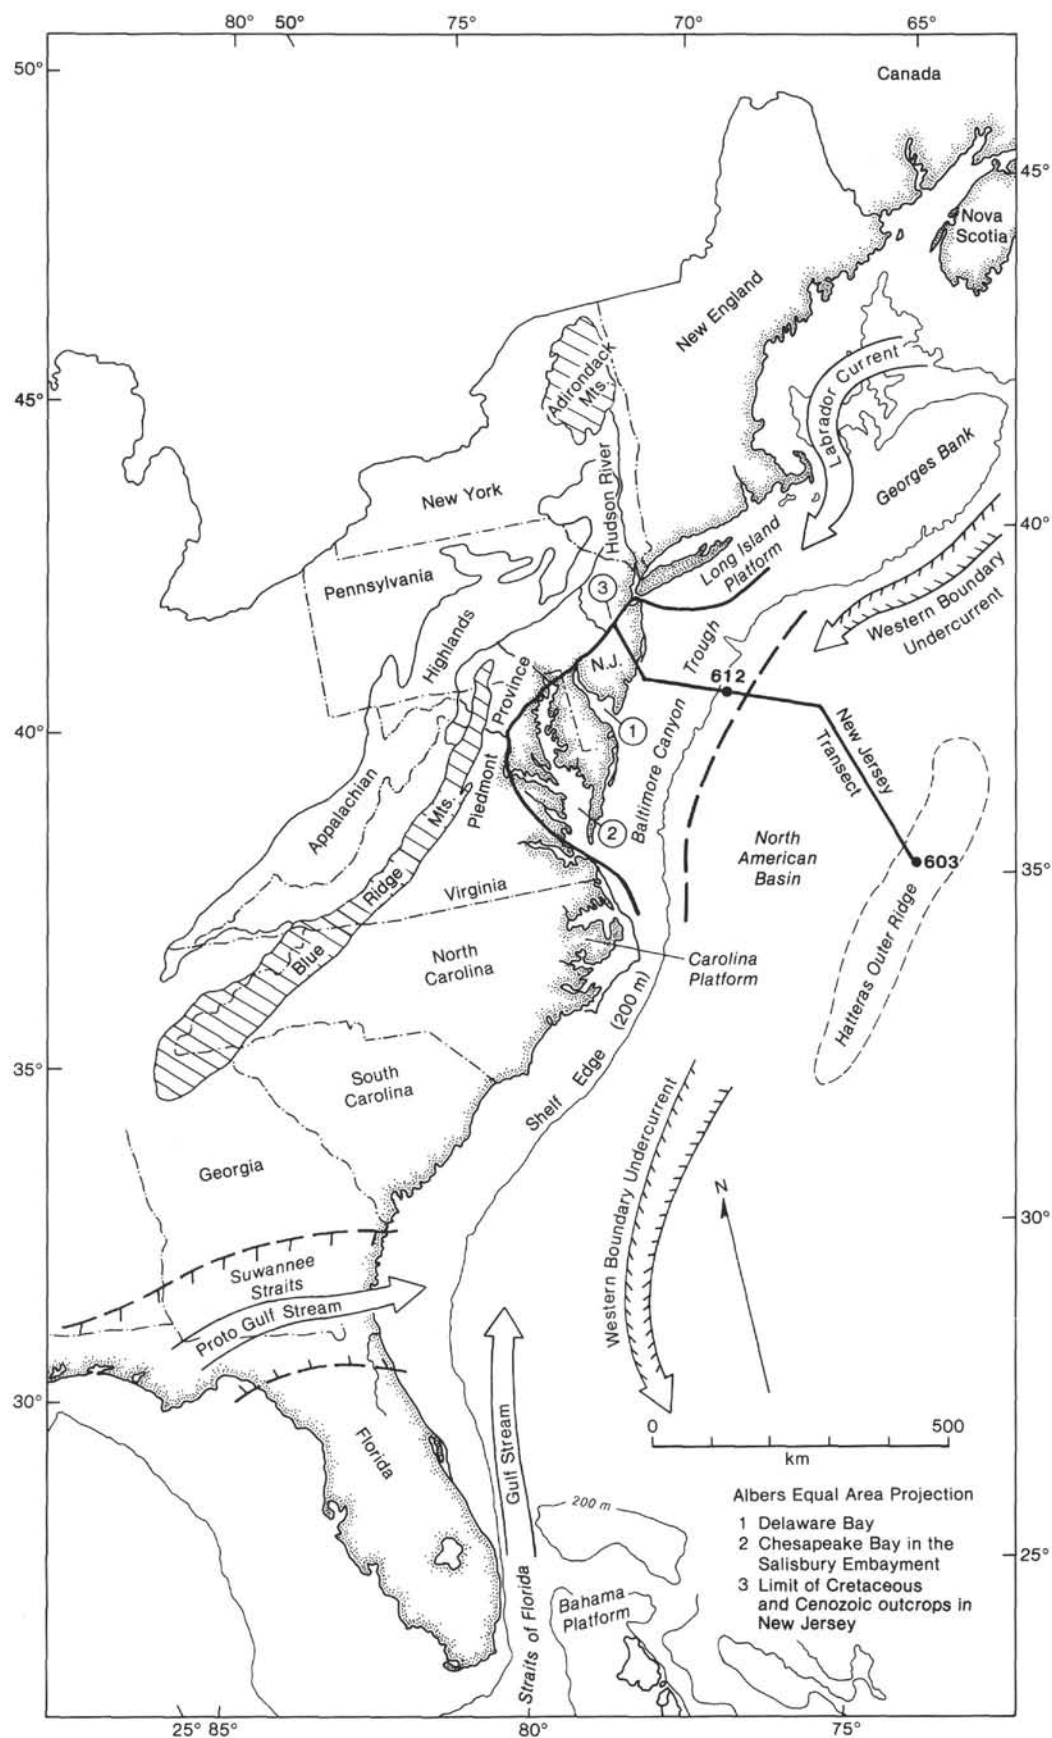 80° 50° 75° 70° 65°
50°
Canada
45°
Nova
Scotia
New England
Adirondack
Mts.
Labrador Current
45°
Georges Bank
New York
Hudson River
40°
Long Island
Platform
Pennsylvania
3
Western Boundary
Undercurrent
Highlands
Trough
N.J.
612
Province
1
New Jersey
Transect
40°
Baltimore Canyon
Piedmont
Appalachian
Mts.
2
North
American
Basin
603
35°
Ridge
Virginia
Hatteras Outer Ridge
Blue
North
Carolina
Carolina
Platform
Shelf Edge (200 m)
35°
South
Carolina
Western Boundary Undercurrent
Georgia
N
30°
Suwannee
Straits
Proto Gulf Stream
30°
0 500
km
Florida
Gulf Stream
Albers Equal Area Projection
200 m
1 Delaware Bay
2 Chesapeake Bay in the
Salisbury Embayment
25°
3 Limit of Cretaceous
and Cenozoic outcrops in
New Jersey
Straits of Florida
Bahama
Platform
25° 85° 80° 75°